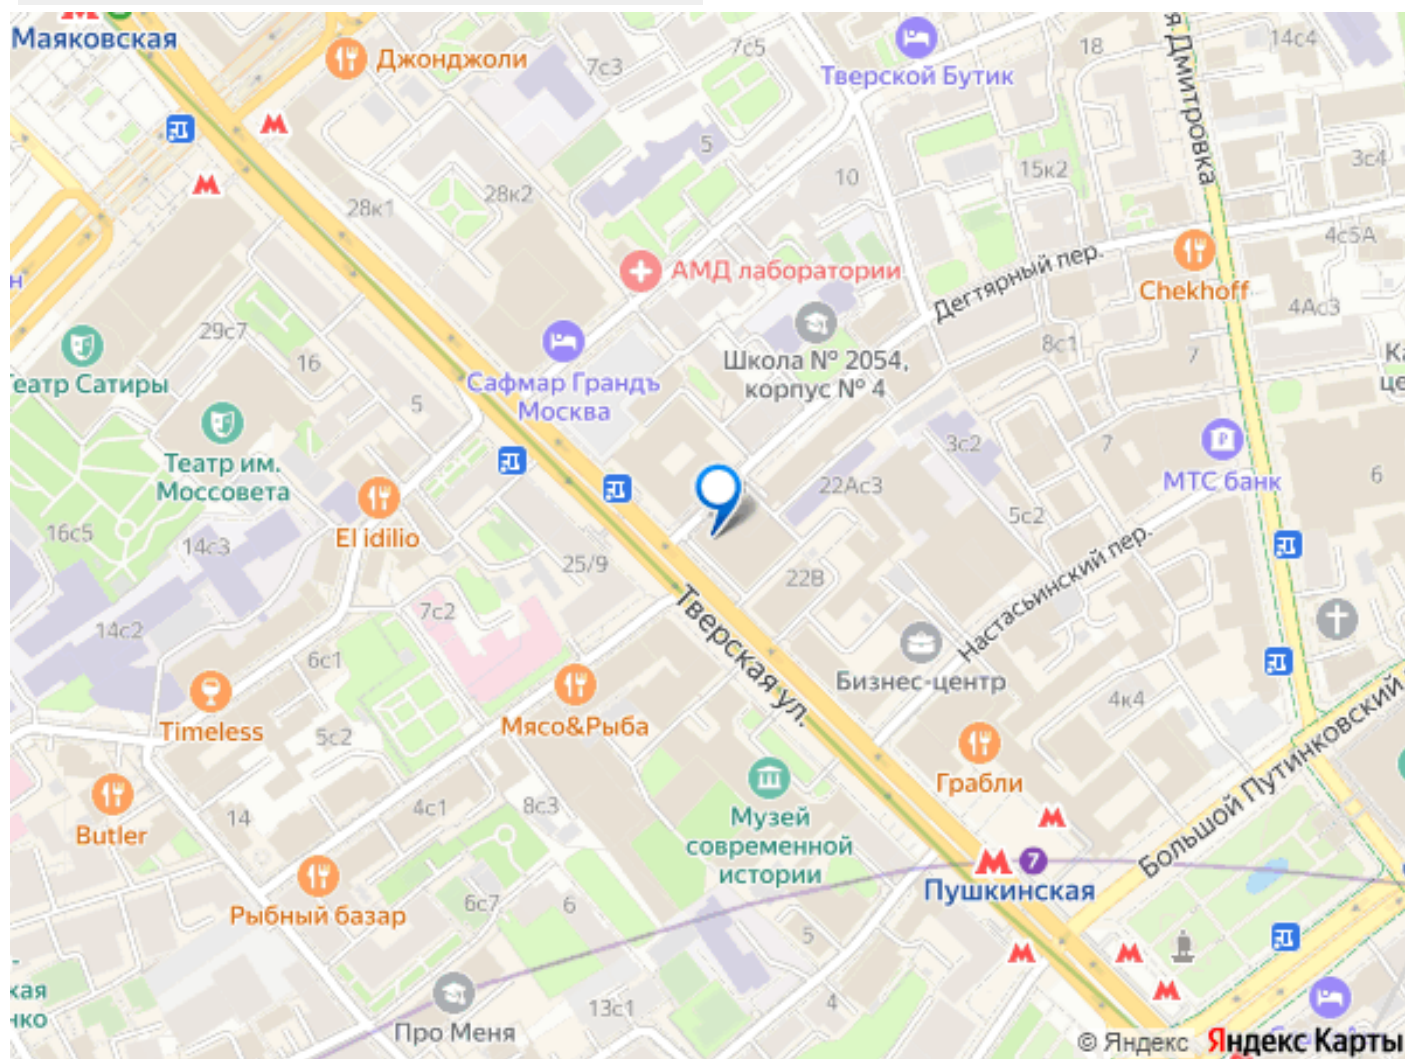 Маяковская
Джонджоли
7с5
7с3
Тверской Бутик
18
14с4
я Дмитровка
3с4
5
10
15к2
28к2
28к1
4с5А
АМД лаборатории
Дегтярный пер.
Chekhoff
4Ас3
н
29с7
16
Театр Сатиры
Сафмар Грандъ
Москва
5
Школа № 2054,
корпус № 4
8с1
7
Ка
це
Театр им.
Моссовета
3с2
7
МТС банк
6
22Ас3
5с2
16с5
14с3
El idilio
25/9
22В
Настасьинский пер.
7с2
14с2
6с1
Тверская ул.
Бизнес-центр
4к4
Timeless
5с2
Мясо&Рыба
Грабли
Большой Путинковский
Butler
14
4с1
8с3
Музей
современной
истории
7
Пушкинская
Рыбный базар
6с7
6
5
кая
нко
Про Меня
13с1
4
© Яндекс Яндекс Карты